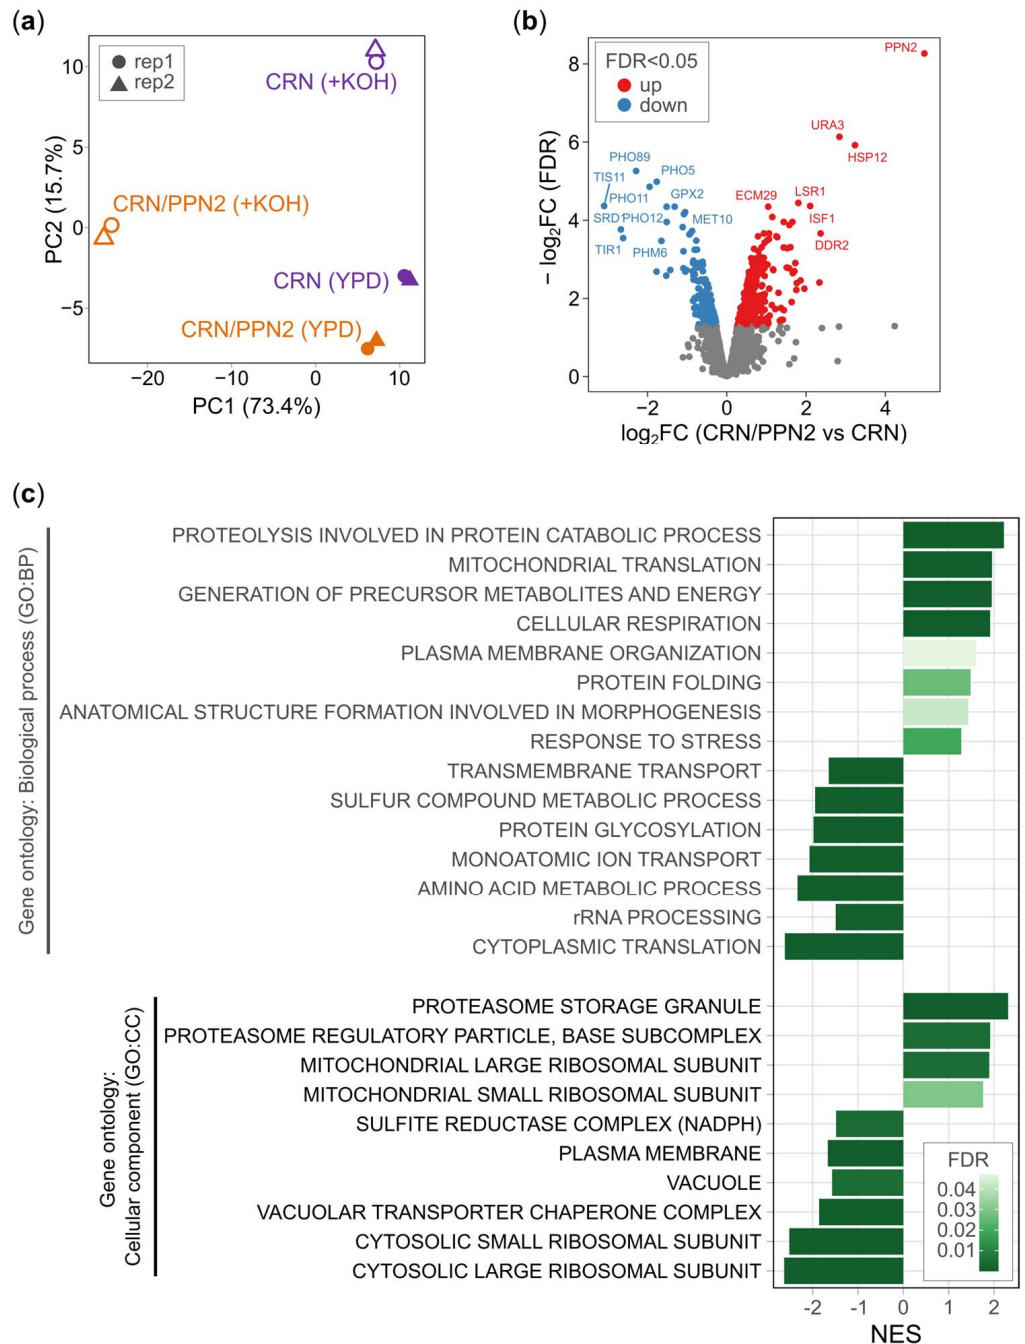 (a)
rep1
rep2
CRN (+KOH)
CRN/PPN2 (+KOH)
CRN (YPD)
CRN/PPN2 (YPD)
10
5
0
−5
PC2 (15.7%)
−20
−10
0
10
PC1 (73.4%)
(b)
FDR<0.05
up
down
PPN2
URA3
HSP12
PHO89
PHO5
TIS11
PHO11
GPX2
ECM29
LSR1
SRD1
PHO12
MET10
ISF1
TIR1
PHM6
DDR2
8
6
4
2
0
− log2FC (FDR)
−2
0
2
4
log2FC (CRN/PPN2 vs CRN)
(c)
Gene ontology: Biological process (GO:BP)
PROTEOLYSIS INVOLVED IN PROTEIN CATABOLIC PROCESS
MITOCHONDRIAL TRANSLATION
GENERATION OF PRECURSOR METABOLITES AND ENERGY
CELLULAR RESPIRATION
PLASMA MEMBRANE ORGANIZATION
PROTEIN FOLDING
ANATOMICAL STRUCTURE FORMATION INVOLVED IN MORPHOGENESIS
RESPONSE TO STRESS
TRANSMEMBRANE TRANSPORT
SULFUR COMPOUND METABOLIC PROCESS
PROTEIN GLYCOSYLATION
MONOATOMIC ION TRANSPORT
AMINO ACID METABOLIC PROCESS
rRNA PROCESSING
CYTOPLASMIC TRANSLATION
Gene ontology:
Cellular component (GO:CC)
PROTEASOME STORAGE GRANULE
PROTEASOME REGULATORY PARTICLE, BASE SUBCOMPLEX
MITOCHONDRIAL LARGE RIBOSOMAL SUBUNIT
MITOCHONDRIAL SMALL RIBOSOMAL SUBUNIT
SULFITE REDUCTASE COMPLEX (NADPH)
PLASMA MEMBRANE
VACUOLE
VACUOLAR TRANSPORTER CHAPERONE COMPLEX
CYTOSOLIC SMALL RIBOSOMAL SUBUNIT
CYTOSOLIC LARGE RIBOSOMAL SUBUNIT
FDR
0.04
0.03
0.02
0.01
-2
-1
0
1
2
NES